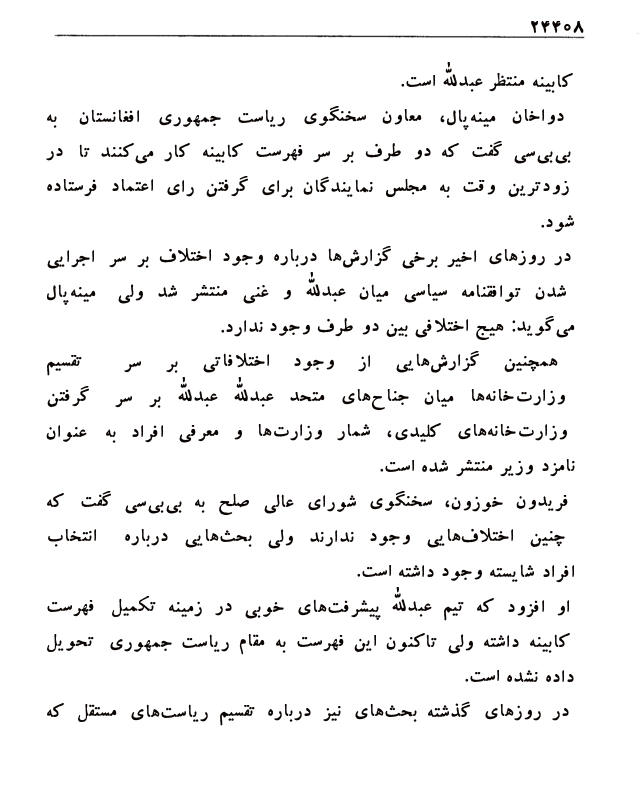 ۲۴۴۰۸
کابینه منتظر عبدالله است.
دواخان مینه‌پال، معاون سخنگوی ریاست جمهوری افغانستان به
بی‌بی‌سی گفت که دو طرف بر سر فهرست کابینه کار می‌کنند تا در
زودترین وقت به مجلس نمایندگان برای گرفتن رای اعتماد فرستاده
شود.
در روزهای اخیر برخی گزارش‌ها درباره وجود اختلاف بر سر اجرایی
شدن توافقنامه سیاسی میان عبدالله و غنی منتشر شد ولی مینه‌پال
می‌گوید: هیچ اختلافی بین دو طرف وجود ندارد.
همچنین گزارش‌هایی از وجود اختلافاتی بر سر تقسیم
وزارت‌خانه‌ها میان جناح‌های متحد عبدالله عبدالله بر سر گرفتن
وزارت‌خانه‌های کلیدی، شمار وزارت‌ها و معرفی افراد به عنوان
نامزد وزیر منتشر شده است.
فریدون خوزون، سخنگوی شورای عالی صلح به بی‌بی‌سی گفت که
چنین اختلاف‌هایی وجود ندارند ولی بحث‌هایی درباره انتخاب
افراد شایسته وجود داشته است.
او افزود که تیم عبدالله پیشرفت‌های خوبی در زمینه تکمیل فهرست
کابینه داشته ولی تاکنون این فهرست به مقام ریاست جمهوری تحویل
داده نشده است.
در روزهای گذشته بحث‌های نیز درباره تقسیم ریاست‌های مستقل که